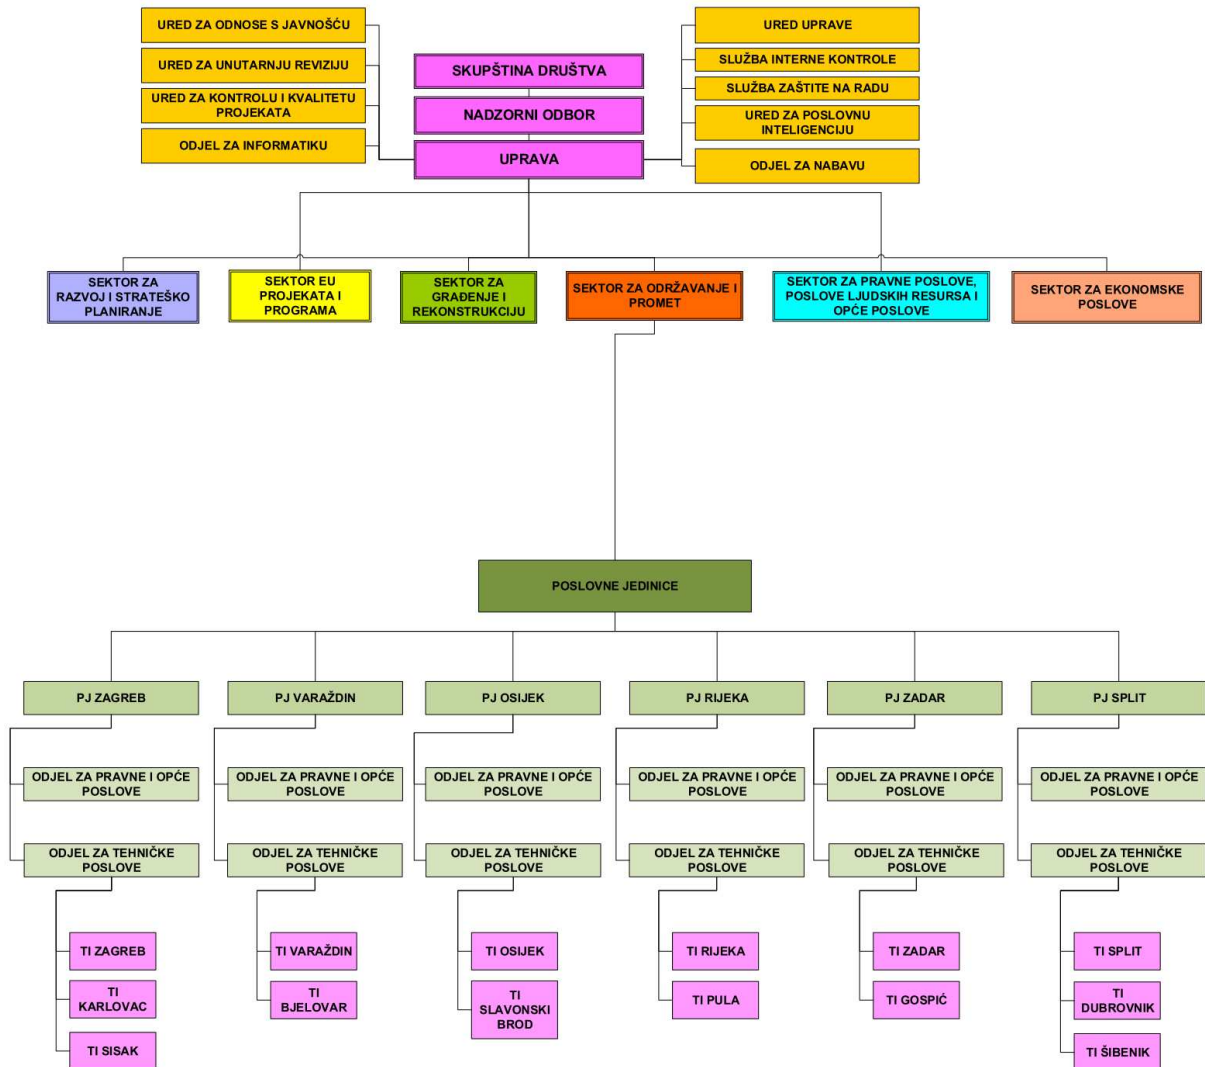 URED ZA ODNOSE S JAVNOŠĆU
URED ZA UNUTARNJU REVIZIJU
URED ZA KONTROLU I KVALITETU
PROJEKATA
ODJEL ZA INFORMATIKU
SKUPŠTINA DRUŠTVA
NADZORNI ODBOR
UPRAVA
URED UPRAVE
SLUŽBA INTERNE KONTROLE
SLUŽBA ZAŠTITE NA RADU
URED ZA POSLOVNU
INTELIGENCIJU
ODJEL ZA NABAVU
SEKTOR ZA
RAZVOJ I STRATEŠKO
PLANIRANJE
SEKTOR EU
PROJEKATA I
PROGRAMA
SEKTOR ZA
GRAĐENJE I
REKONSTRUKCIJU
SEKTOR ZA ODRŽAVANJE I
PROMET
SEKTOR ZA PRAVNE POSLOVE,
POSLOVE LJUDSKIH RESURSA I
OPĆE POSLOVE
SEKTOR ZA EKONOMSKE
POSLOVE
POSLOVNE JEDINICE
PJ ZAGREB
PJ VARAŽDIN
PJ OSIJEK
PJ RIJEKA
PJ ZADAR
PJ SPLIT
ODJEL ZA PRAVNE I OPĆE
POSLOVE
ODJEL ZA PRAVNE I OPĆE
POSLOVE
ODJEL ZA PRAVNE I OPĆE
POSLOVE
ODJEL ZA PRAVNE I OPĆE
POSLOVE
ODJEL ZA PRAVNE I OPĆE
POSLOVE
ODJEL ZA PRAVNE I OPĆE
POSLOVE
ODJEL ZA TEHNIČKE
POSLOVE
ODJEL ZA TEHNIČKE
POSLOVE
ODJEL ZA TEHNIČKE
POSLOVE
ODJEL ZA TEHNIČKE
POSLOVE
ODJEL ZA TEHNIČKE
POSLOVE
ODJEL ZA TEHNIČKE
POSLOVE
TI ZAGREB
TI
KARLOVAC
TI SISAK
TI VARAŽDIN
TI
BJELOVAR
TI OSIJEK
TI
SLAVONSKI
BROD
TI RIJEKA
TI PULA
TI ZADAR
TI GOSPIĆ
TI SPLIT
TI
DUBROVNIK
TI ŠIBENIK